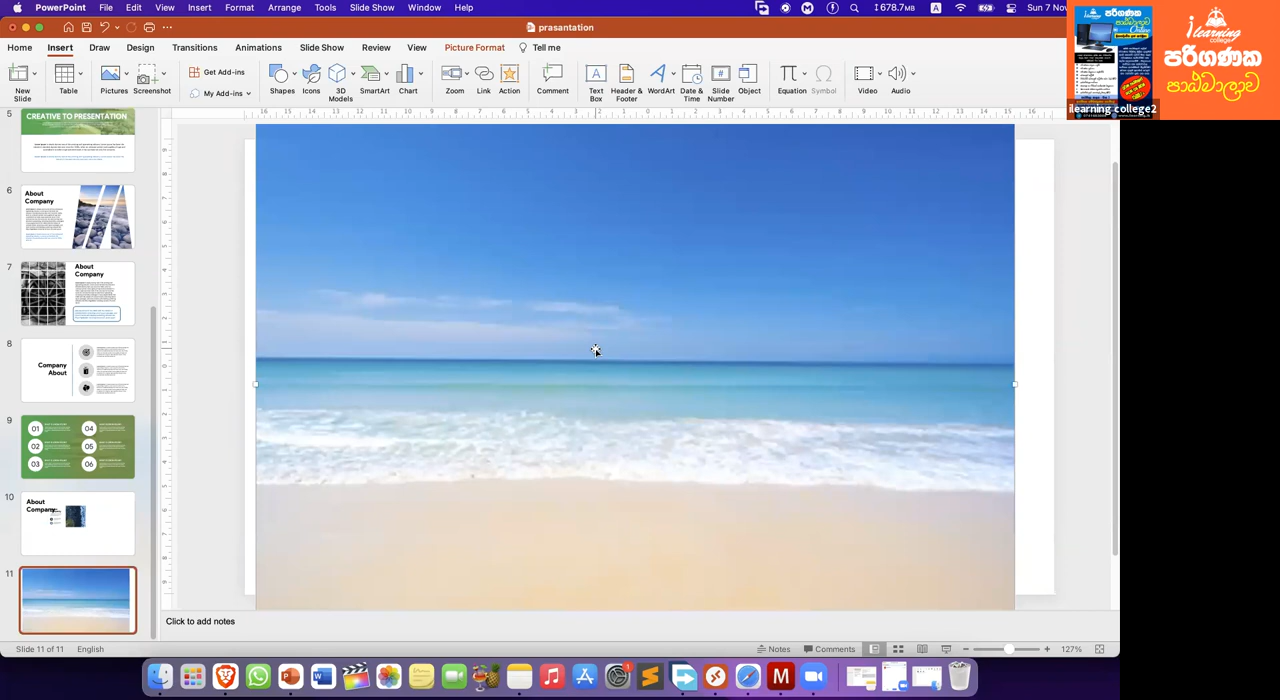 PowerPoint File Edit View Insert Format Arrange Tools Slide Show Window Help 678.7MB A Sun 7 Nov
prasantation
Home Insert Draw Design Transitions Animations Slide Show Review View Picture Format Tell me
New Slide Table Pictures Screenshot Get Add-ins My Add-ins Shapes Icons 3D Models SmartArt Chart Zoom Link Action Comment Text Box Header & Footer WordArt Date & Time Slide Number Object Equation Symbol Video Audio
i learning
college
පරිගණක
පාඨමාලාව
ilearning college2
5
CREATIVE TO PRESENTATION
6
About
Company
7
About
Company
8
Company
About
9
01 04
02 05
03 06
10
About
Company
11
Click to add notes
Slide 11 of 11 English Notes Comments 127%